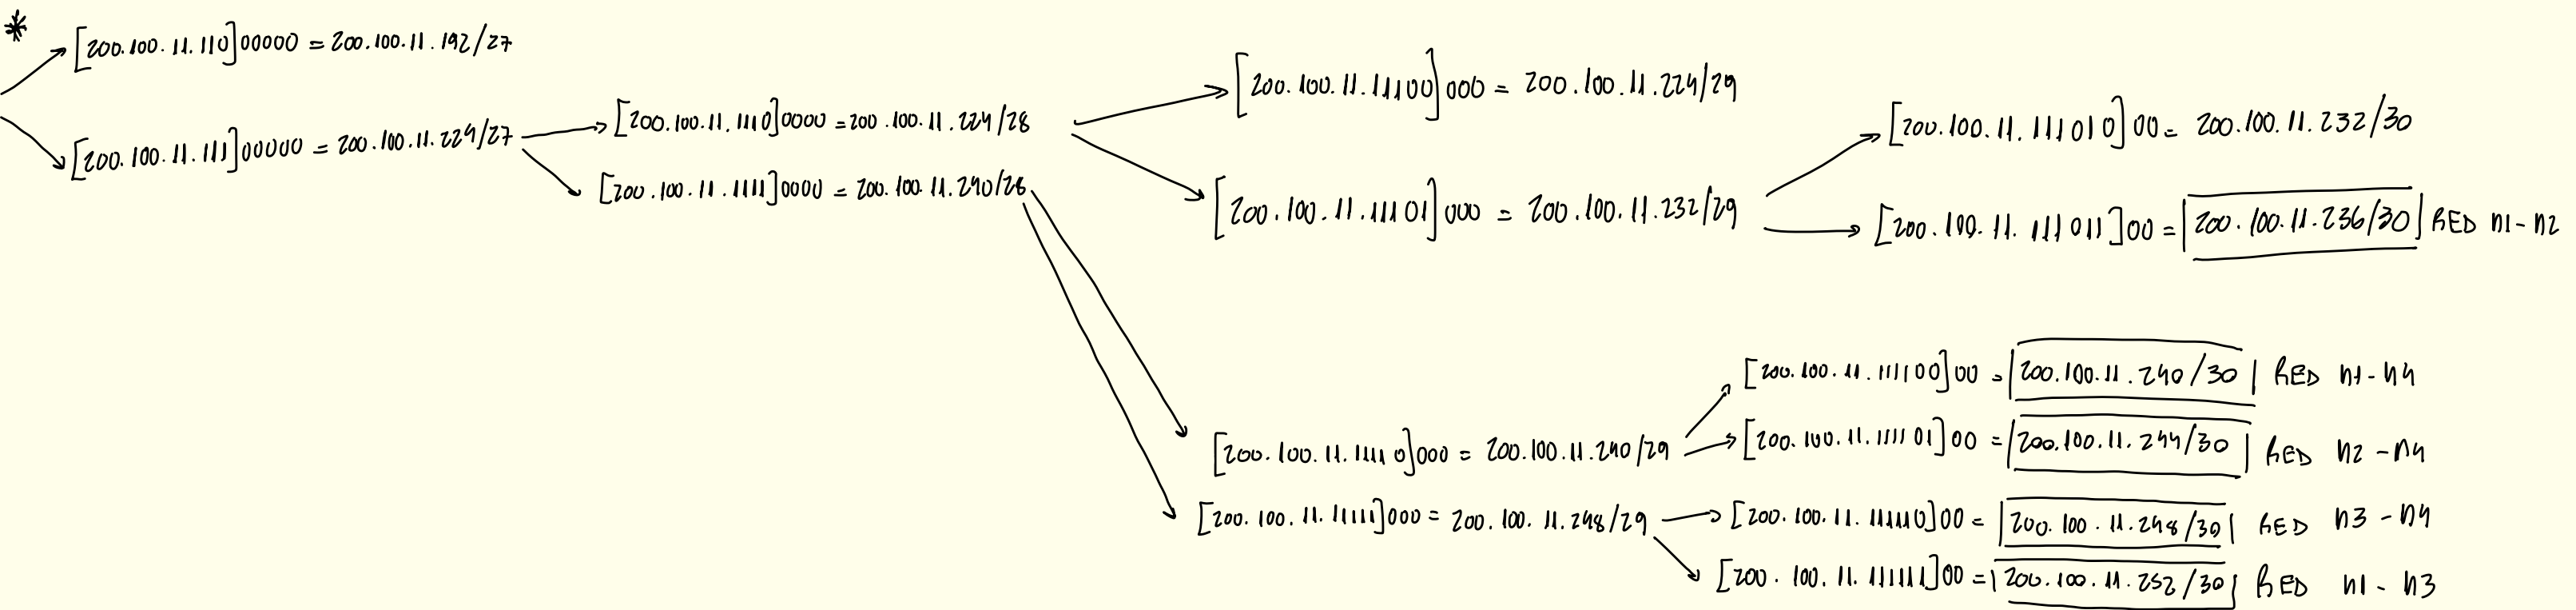 *
[200.100.11.110]00000 = 200.100.11.192/27
[200.100.11.111]00000 = 200.100.11.224/27
[200.100.11.1110]0000 = 200.100.11.224/28
[200.100.11.1111]0000 = 200.100.11.240/28
[200.100.11.11100]000 = 200.100.11.224/29
[200.100.11.11101]000 = 200.100.11.232/29
[200.100.11.111010]00 = 200.100.11.232/30
[200.100.11.111011]00 = 200.100.11.236/30 RED n1-n2
[200.100.11.11110]000 = 200.100.11.240/29
[200.100.11.11111]000 = 200.100.11.248/29
[200.100.11.111100]00 = 200.100.11.240/30 RED n1-n4
[200.100.11.111101]00 = 200.100.11.244/30 RED n2-n4
[200.100.11.111110]00 = 200.100.11.248/30 RED n3-n4
[200.100.11.111111]00 = 200.100.11.252/30 RED n1-n3